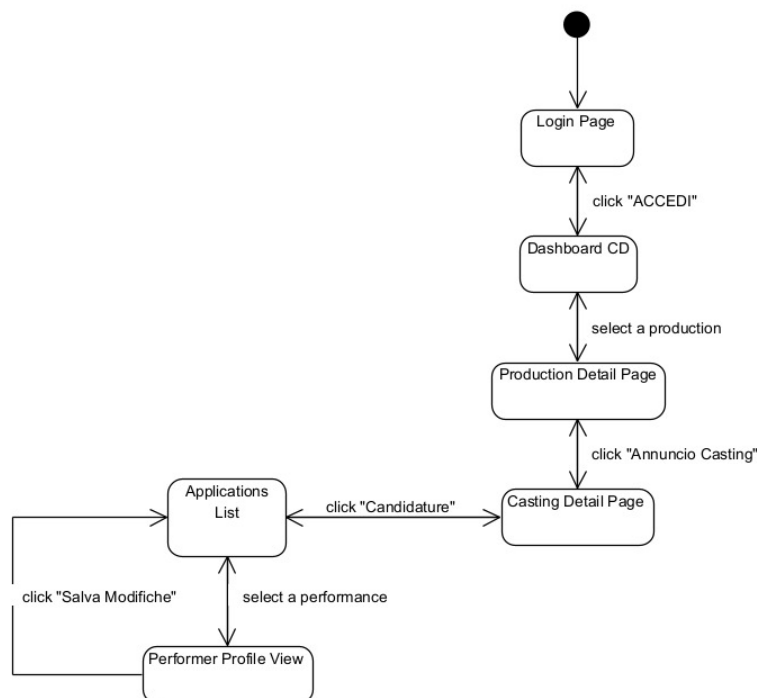 Login Page
click "ACCEDI"
Dashboard CD
select a production
Production Detail Page
click "Annuncio Casting"
Casting Detail Page
click "Candidature"
Applications
List
click "Salva Modifiche"
select a performance
Performer Profile View